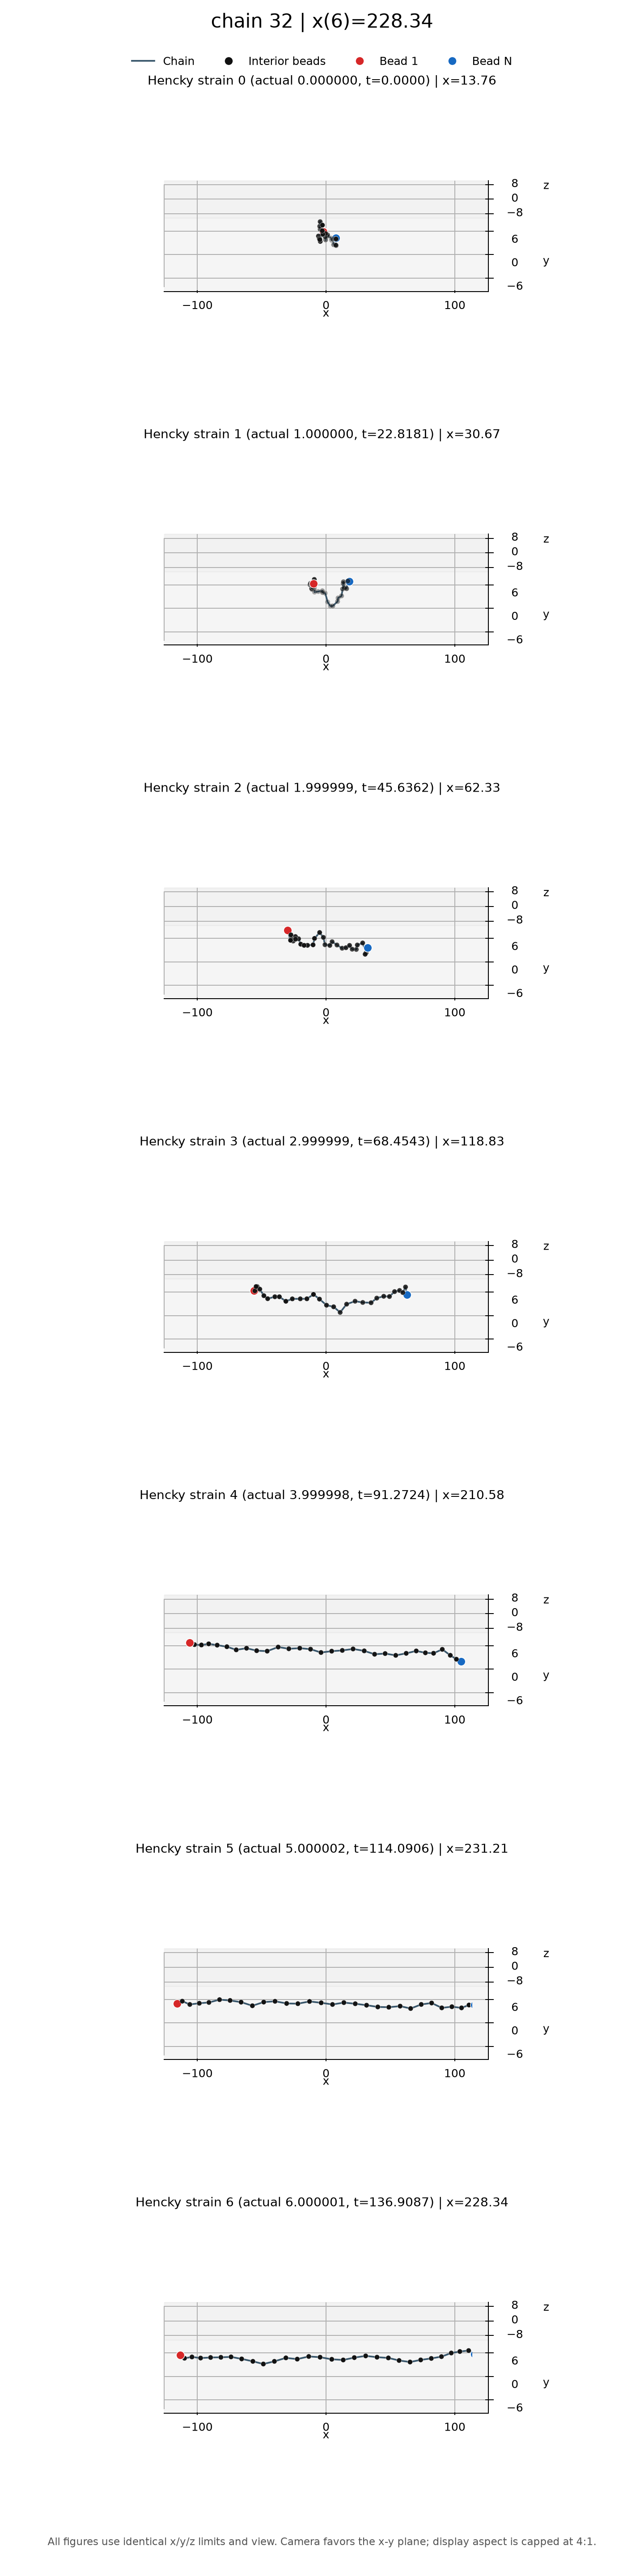 chain 32 | x(6)=228.34
Chain Interior beads Bead 1 Bead N
Hencky strain 0 (actual 0.000000, t=0.0000) | x=13.76
8 z
0
−8
6
0 y
−6
−100 0 100
x
Hencky strain 1 (actual 1.000000, t=22.8181) | x=30.67
8 z
0
−8
6
0 y
−6
−100 0 100
x
Hencky strain 2 (actual 1.999999, t=45.6362) | x=62.33
8 z
0
−8
6
0 y
−6
−100 0 100
x
Hencky strain 3 (actual 2.999999, t=68.4543) | x=118.83
8 z
0
−8
6
0 y
−6
−100 0 100
x
Hencky strain 4 (actual 3.999998, t=91.2724) | x=210.58
8 z
0
−8
6
0 y
−6
−100 0 100
x
Hencky strain 5 (actual 5.000002, t=114.0906) | x=231.21
8 z
0
−8
6
0 y
−6
−100 0 100
x
Hencky strain 6 (actual 6.000001, t=136.9087) | x=228.34
8 z
0
−8
6
0 y
−6
−100 0 100
x
All figures use identical x/y/z limits and view. Camera favors the x-y plane; display aspect is capped at 4:1.